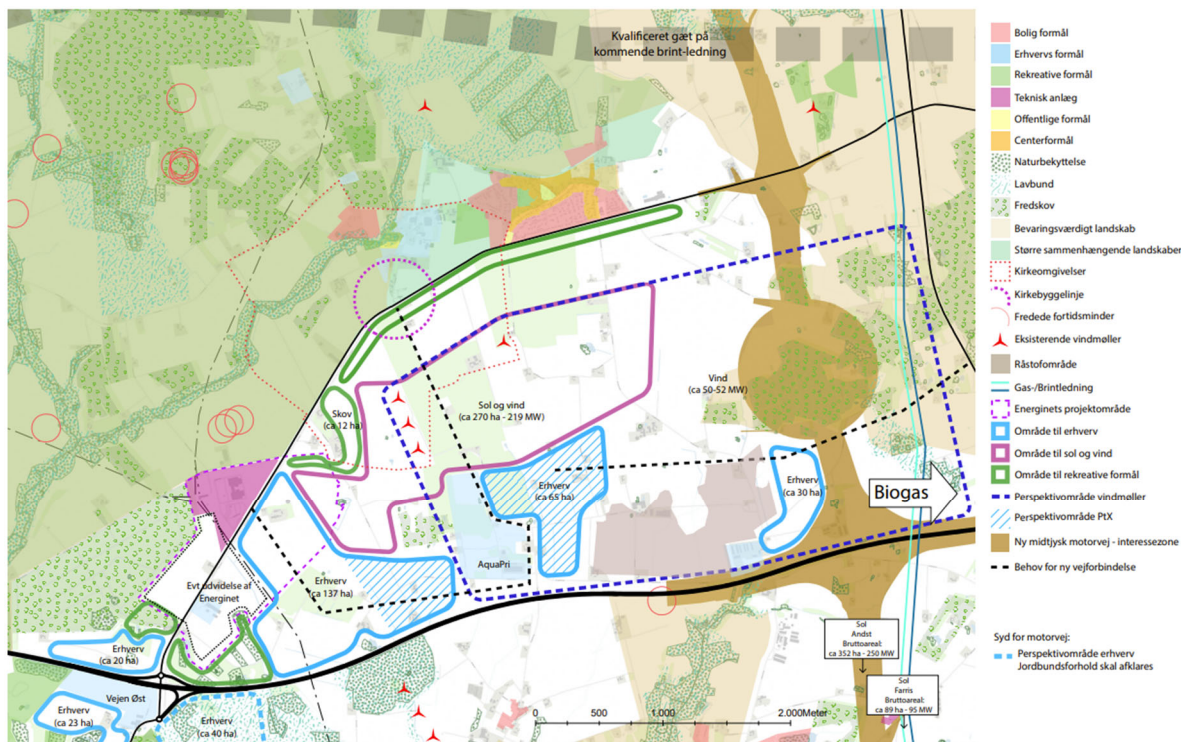 Kvalificeret gæt på
kommende brint-ledning
Skov
(ca 12 ha)
Sol og vind
(ca 270 ha - 219 MW)
Vind
(ca 50-52 MW)
Erhverv
(ca 65 ha)
Erhverv
(ca 30 ha)
Biogas
AquaPri
Evt udvidelse af
Energinet
Erhverv
(ca 137 ha)
Erhverv
(ca 20 ha)
Vejen Øst
Erhverv
(ca 23 ha)
Erhverv
(ca 40 ha)
Sol
Andst
Bruttoareal:
ca 352 ha - 250 MW
Sol
Farris
Bruttoareal:
ca 89 ha - 95 MW
0 500 1.000 2.000Meter
Bolig formål
Erhvervs formål
Rekreative formål
Teknisk anlæg
Offentlige formål
Centerformål
Naturbekyttelse
Lavbund
Fredskov
Bevaringsværdigt landskab
Større sammenhængende landskaber
Kirkeomgivelser
Kirkebyggelinje
Fredede fortidsminder
Eksisterende vindmøller
Råstofområde
Gas-/Brintledning
Energinets projektområde
Område til erhverv
Område til sol og vind
Område til rekreative formål
Perspektivområde vindmøller
Perspektivområde PtX
Ny midtjysk motorvej - interessezone
Behov for ny vejforbindelse
Syd for motorvej:
Perspektivområde erhverv
Jordbundsforhold skal afklares